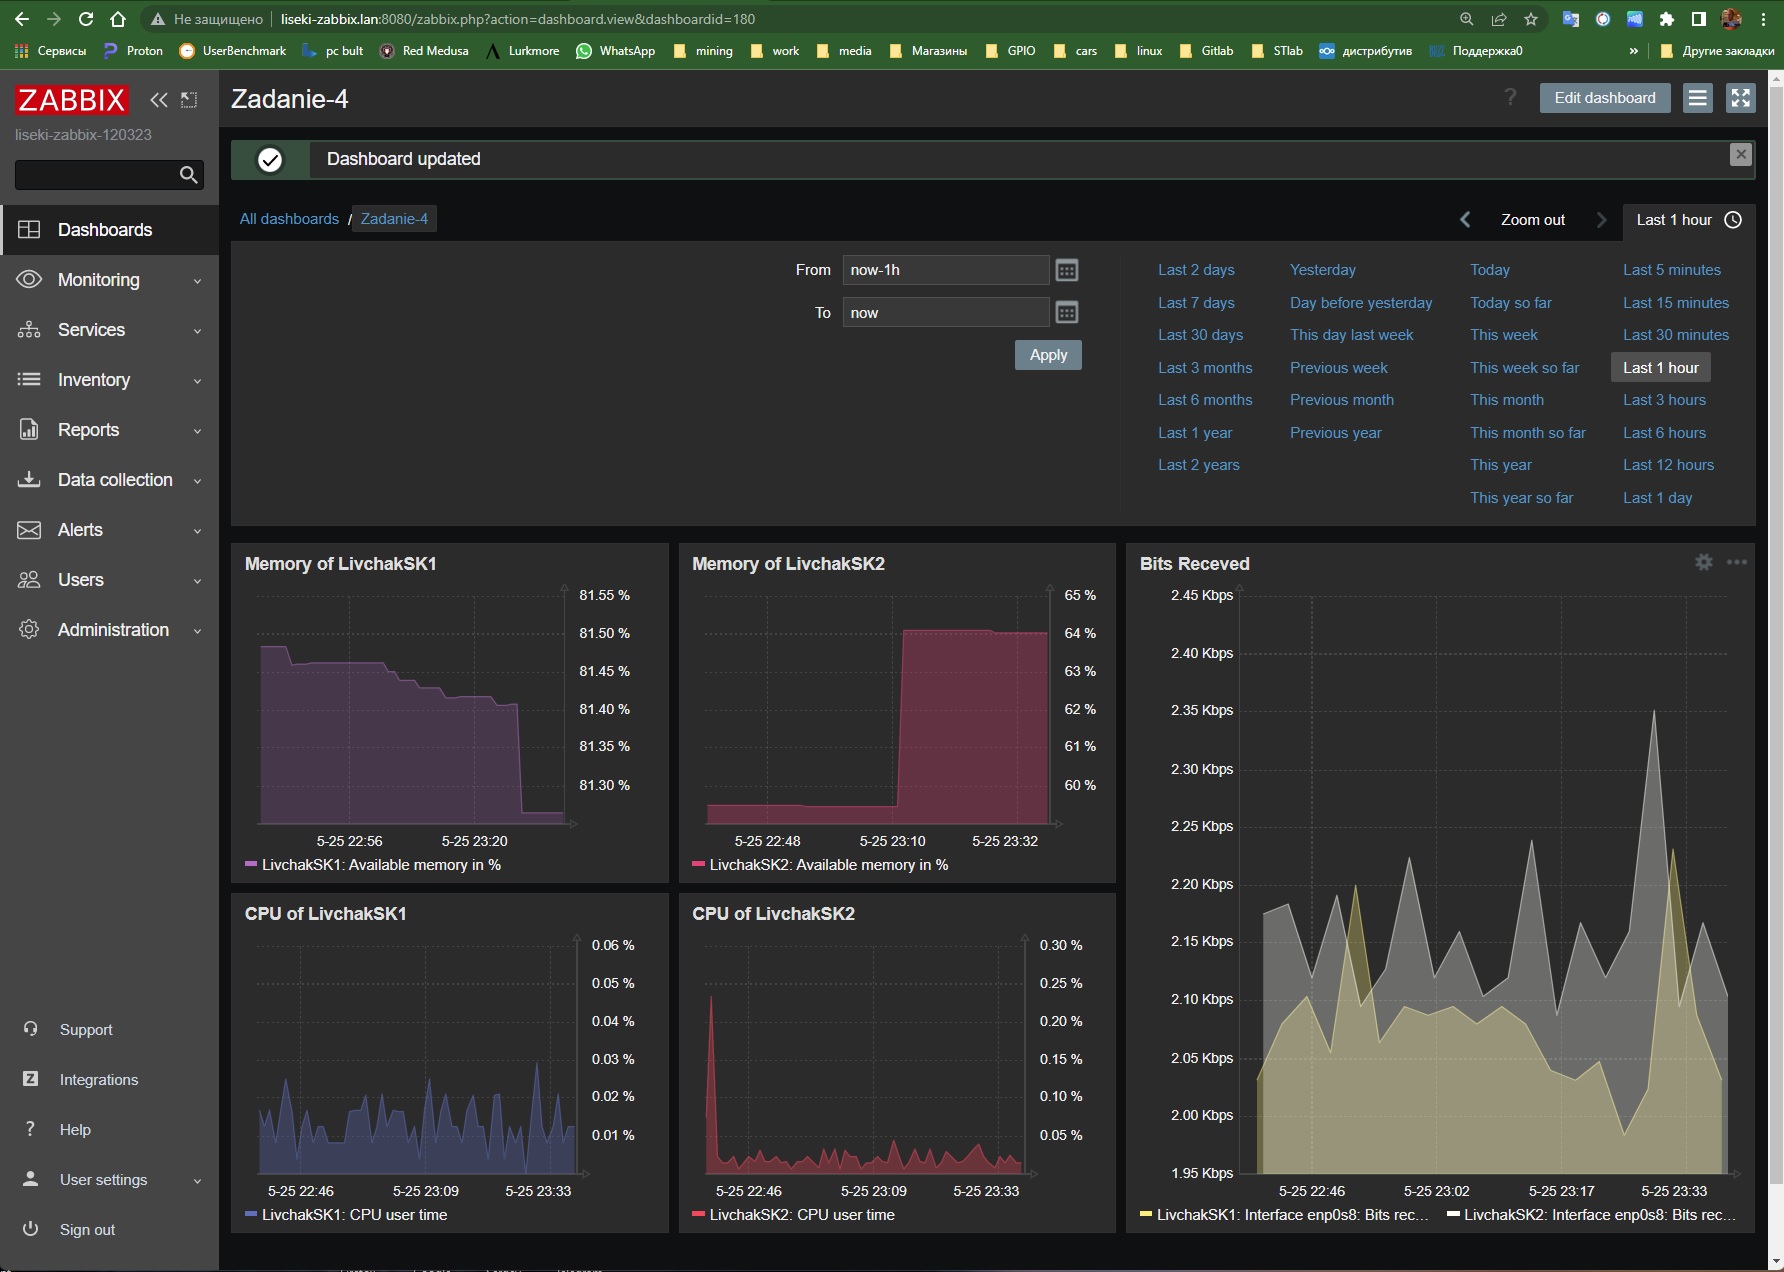 Не защищено
liseki-zabbix.lan:8080/zabbix.php?action=dashboard.view&dashboardid=180
Сервисы
Proton
UserBenchmark
pc bult
Red Medusa
Lurkmore
WhatsApp
mining
work
media
Магазины
GPIO
cars
linux
Gitlab
STlab
дистрибутив
Поддержка0
»
Другие закладки
ZABBIX
liseki-zabbix-120323
Dashboards
Monitoring
Services
Inventory
Reports
Data collection
Alerts
Users
Administration
Support
Integrations
Help
User settings
Sign out
Zadanie-4
?
Edit dashboard
Dashboard updated
All dashboards / Zadanie-4
Zoom out
Last 1 hour
From
now-1h
To
now
Apply
Last 2 days
Last 7 days
Last 30 days
Last 3 months
Last 6 months
Last 1 year
Last 2 years
Yesterday
Day before yesterday
This day last week
Previous week
Previous month
Previous year
Today
Today so far
This week
This week so far
This month
This month so far
This year
This year so far
Last 5 minutes
Last 15 minutes
Last 30 minutes
Last 1 hour
Last 3 hours
Last 6 hours
Last 12 hours
Last 1 day
Memory of LivchakSK1
81.55 %
81.50 %
81.45 %
81.40 %
81.35 %
81.30 %
5-25 22:56
5-25 23:20
LivchakSK1: Available memory in %
Memory of LivchakSK2
65 %
64 %
63 %
62 %
61 %
60 %
5-25 22:48
5-25 23:10
5-25 23:32
LivchakSK2: Available memory in %
Bits Receved
2.45 Kbps
2.40 Kbps
2.35 Kbps
2.30 Kbps
2.25 Kbps
2.20 Kbps
2.15 Kbps
2.10 Kbps
2.05 Kbps
2.00 Kbps
1.95 Kbps
5-25 22:46
5-25 23:02
5-25 23:17
5-25 23:33
LivchakSK1: Interface enp0s8: Bits rec...
LivchakSK2: Interface enp0s8: Bits rec...
CPU of LivchakSK1
0.06 %
0.05 %
0.04 %
0.03 %
0.02 %
0.01 %
5-25 22:46
5-25 23:09
5-25 23:33
LivchakSK1: CPU user time
CPU of LivchakSK2
0.30 %
0.25 %
0.20 %
0.15 %
0.10 %
0.05 %
5-25 22:46
5-25 23:09
5-25 23:33
LivchakSK2: CPU user time